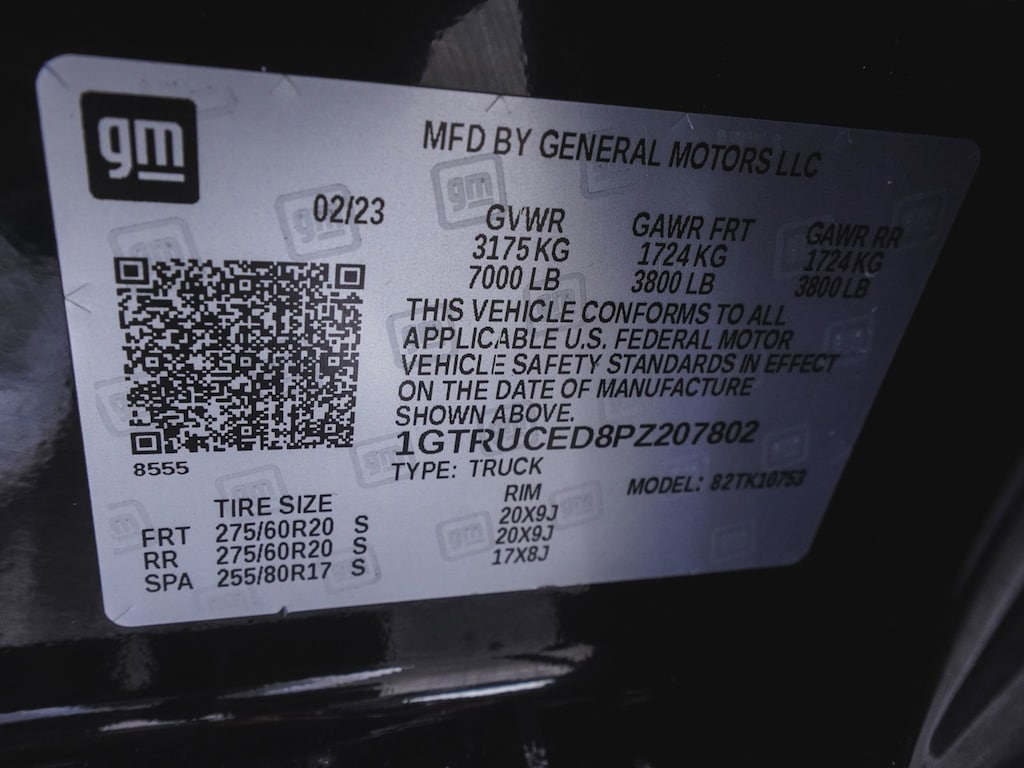 gm
MFD BY GENERAL MOTORS LLC
02/23
GVWR GAWR FRT GAWR RR
3175 KG 1724 KG 1724 KG
7000 LB 3800 LB 3800 LB
THIS VEHICLE CONFORMS TO ALL
APPLICABLE U.S. FEDERAL MOTOR
VEHICLE SAFETY STANDARDS IN EFFECT
ON THE DATE OF MANUFACTURE
SHOWN ABOVE.
1GTRUCED8PZ207802
8555
TYPE: TRUCK MODEL: 82TK10753
TIRE SIZE RIM
FRT 275/60R20 S 20X9J
RR 275/60R20 S 20X9J
SPA 255/80R17 S 17X8J